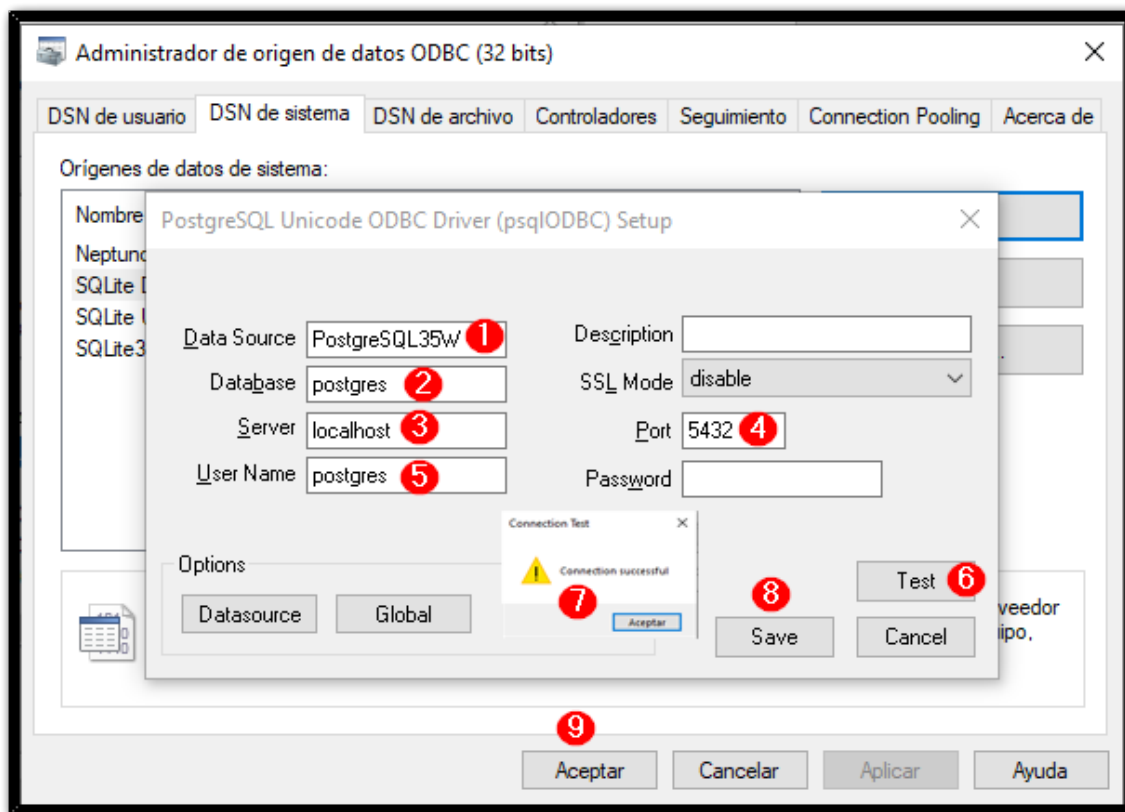 Administrador de origen de datos ODBC (32 bits)
DSN de usuario DSN de sistema DSN de archivo Controladores Seguimiento Connection Pooling Acerca de
Orígenes de datos de sistema:
Nombre
Neptuno
SQLite
SQLite
SQLite3
PostgreSQL Unicode ODBC Driver (psqlODBC) Setup
Data Source PostgreSQL35W 1 Description
Database postgres 2 SSL Mode disable
Server localhost 3 Port 5432 4
User Name postgres 5 Password
Connection Test
Connection successful
7
Aceptar
Options
Datasource Global
Test 6
8
Save Cancel
veedor
ipo,
9
Aceptar Cancelar Aplicar Ayuda